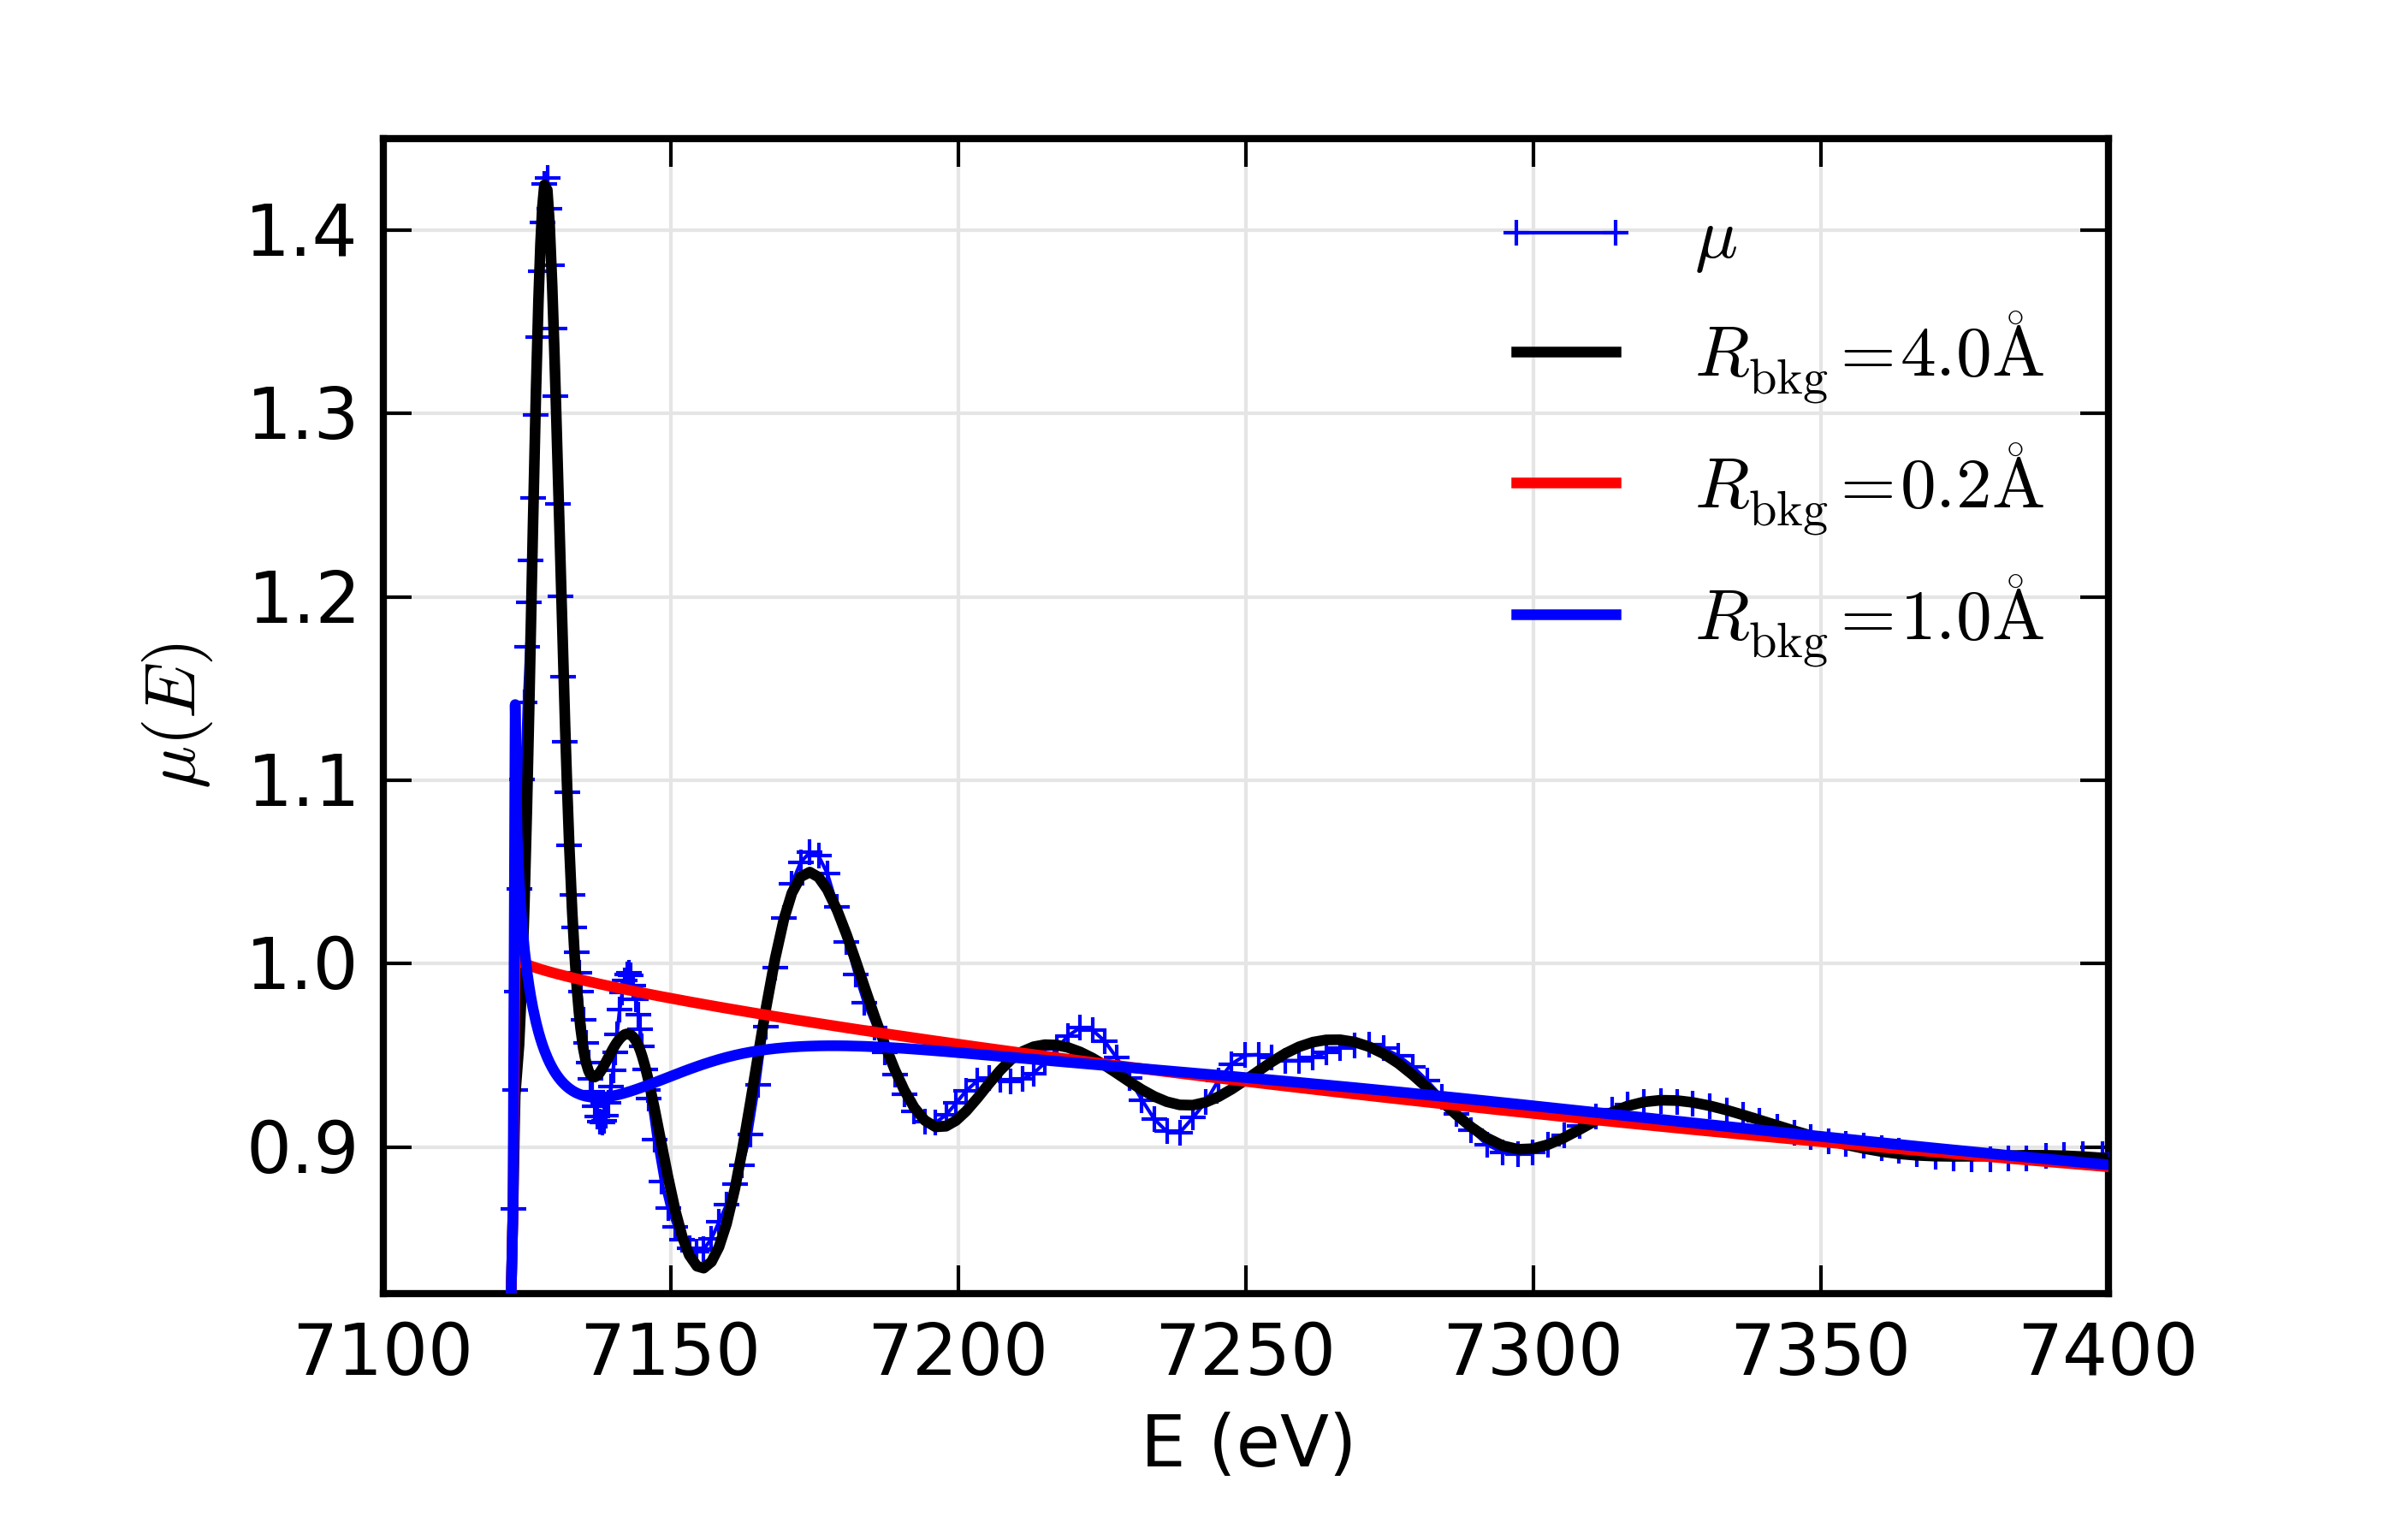 μ
R_bkg=4.0Å
R_bkg=0.2Å
R_bkg=1.0Å
1.4
1.3
1.2
1.1
1.0
0.9
μ(E)
7100 7150 7200 7250 7300 7350 7400
E (eV)